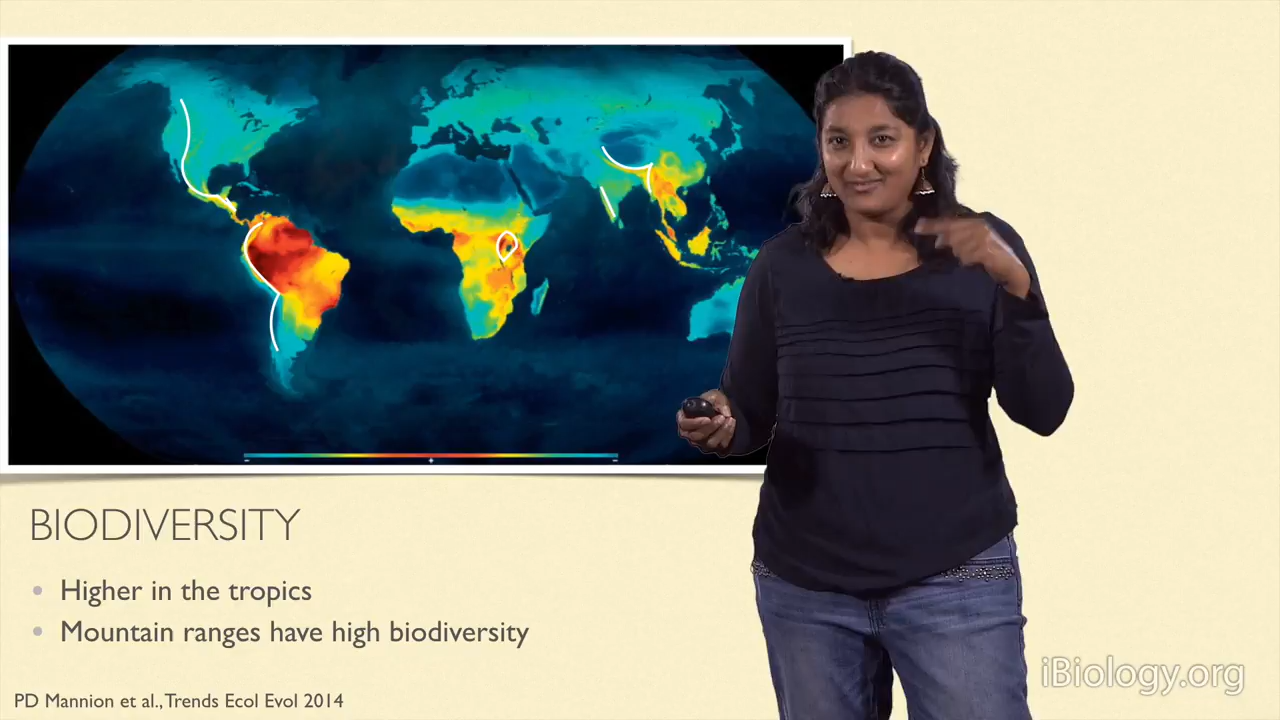 BIODIVERSITY
• Higher in the tropics
• Mountain ranges have high biodiversity
PD Mannion et al., Trends Ecol Evol 2014
iBiology.org